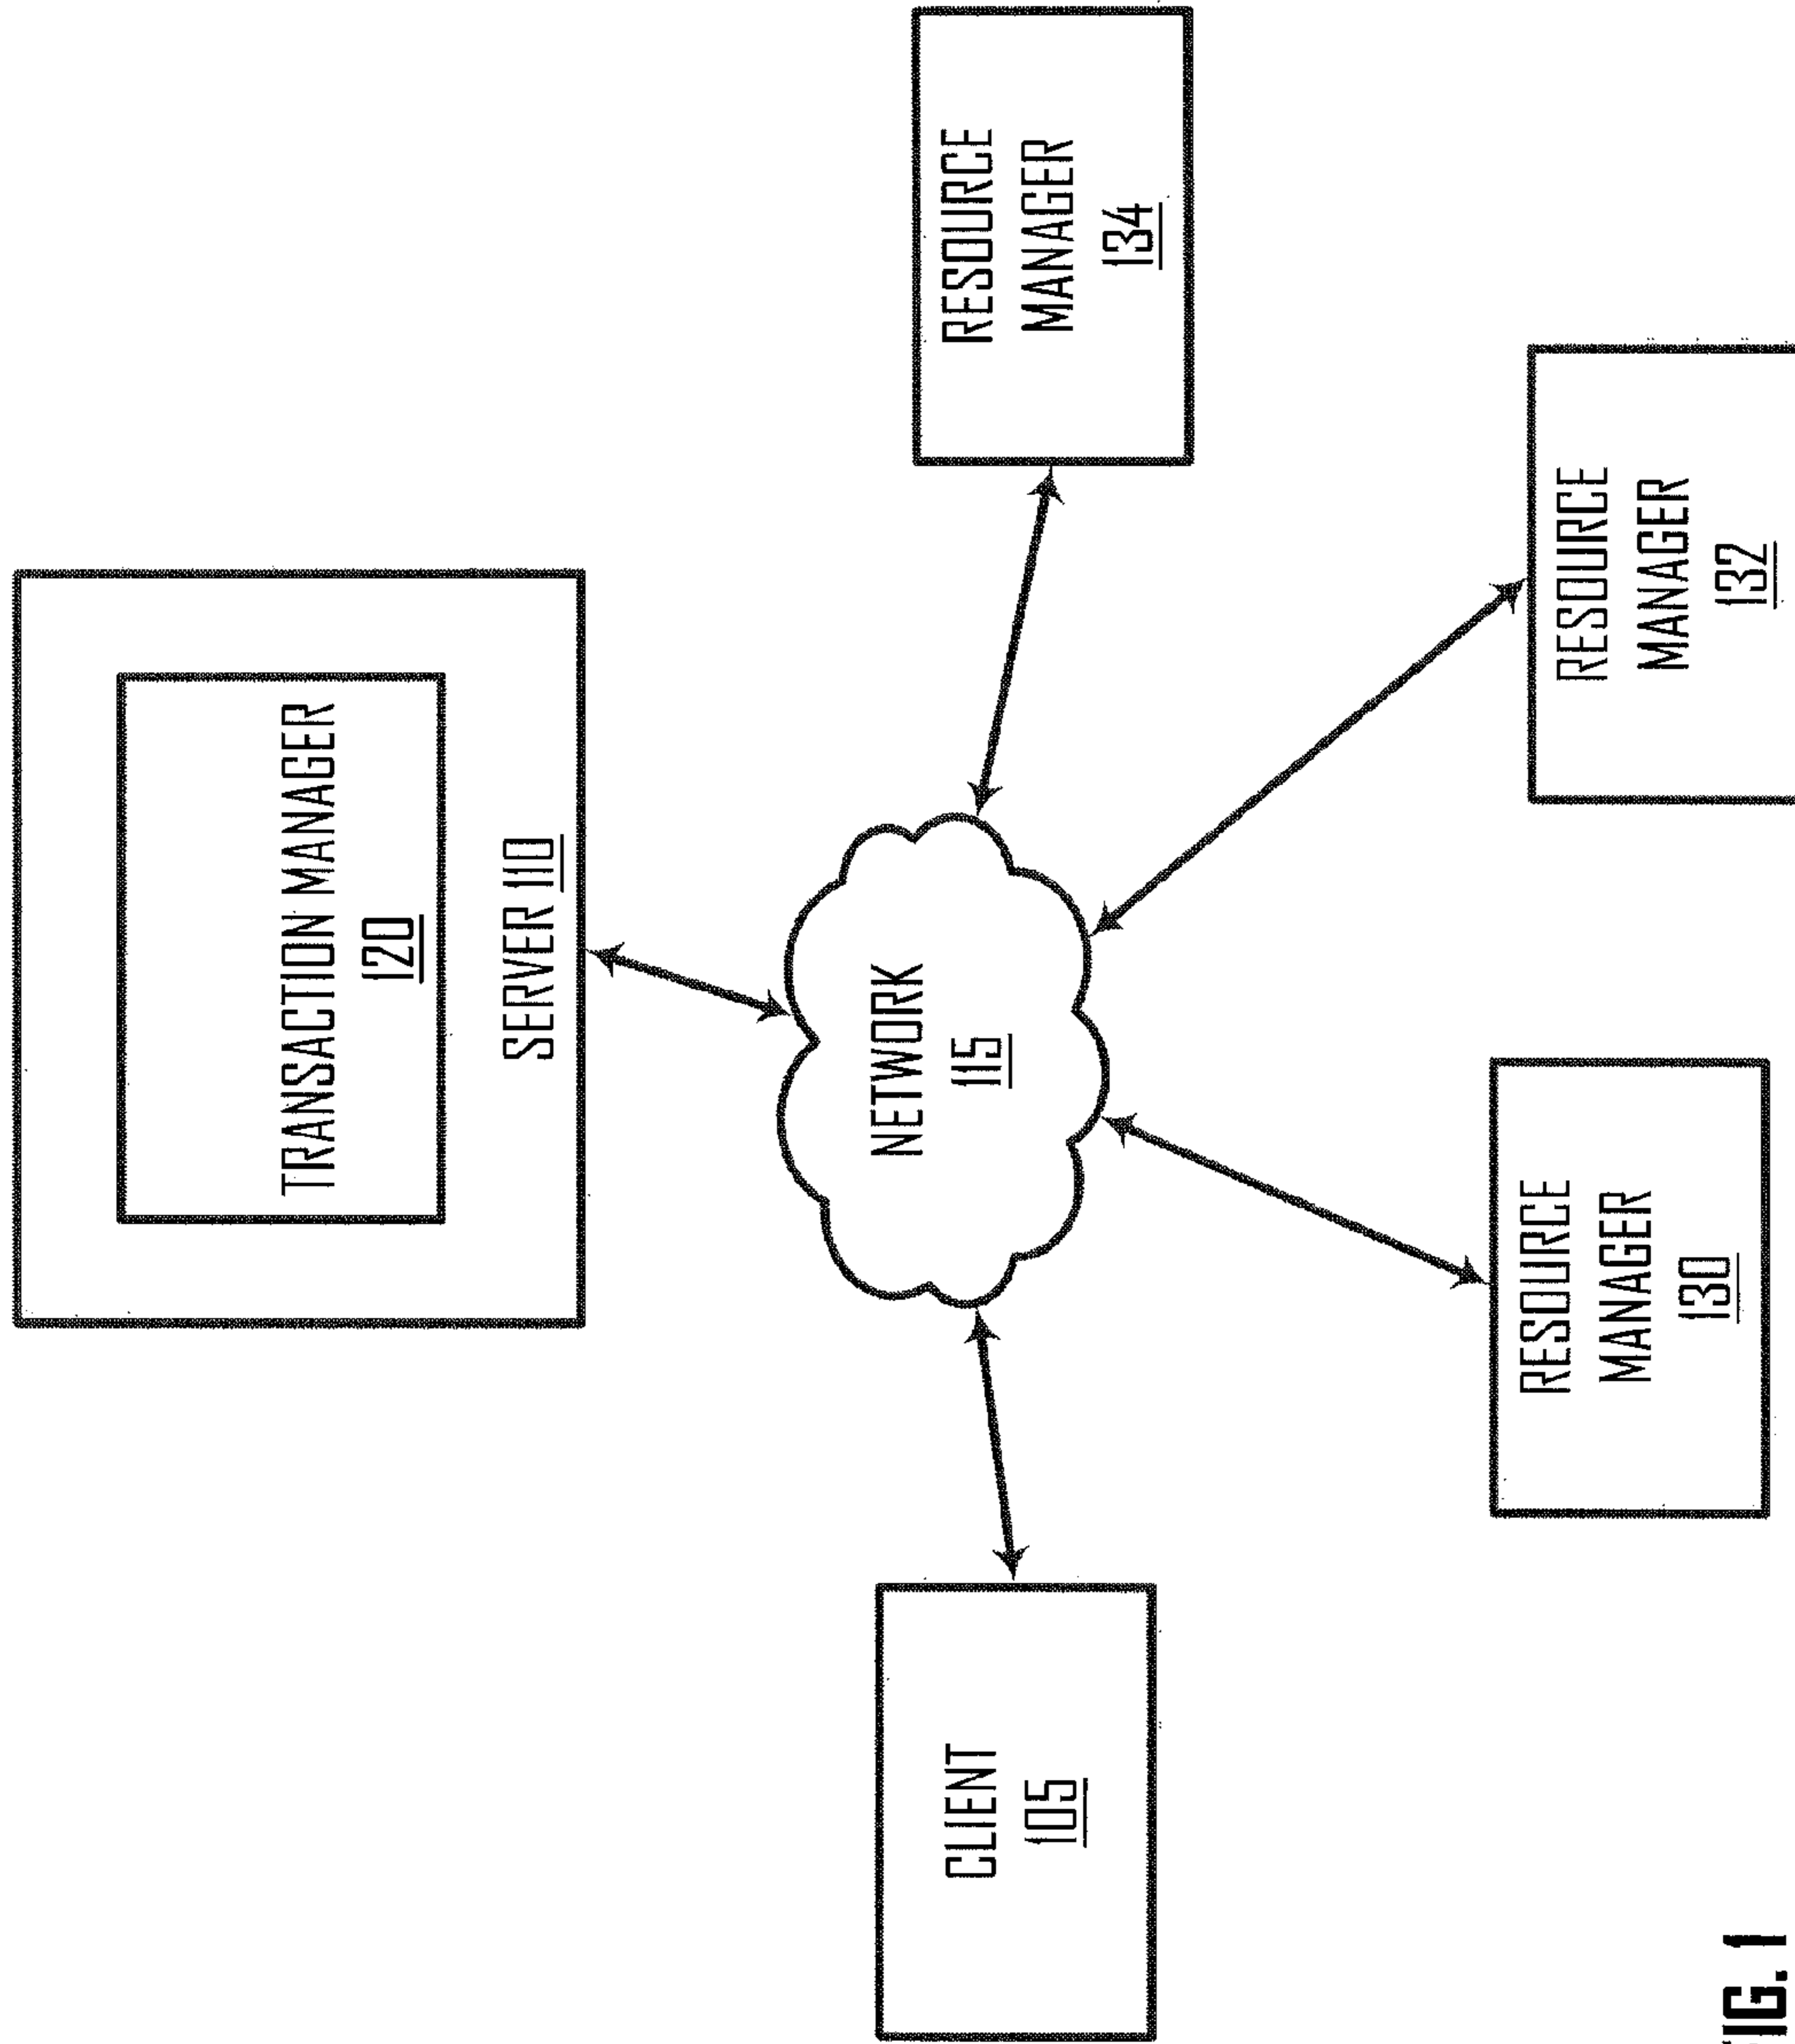 TRANSACTION MANAGER
120
SERVER 110
CLIENT
105
NETWORK
115
RESOURCE
MANAGER
134
RESOURCE
MANAGER
130
RESOURCE
MANAGER
132
FIG. 1